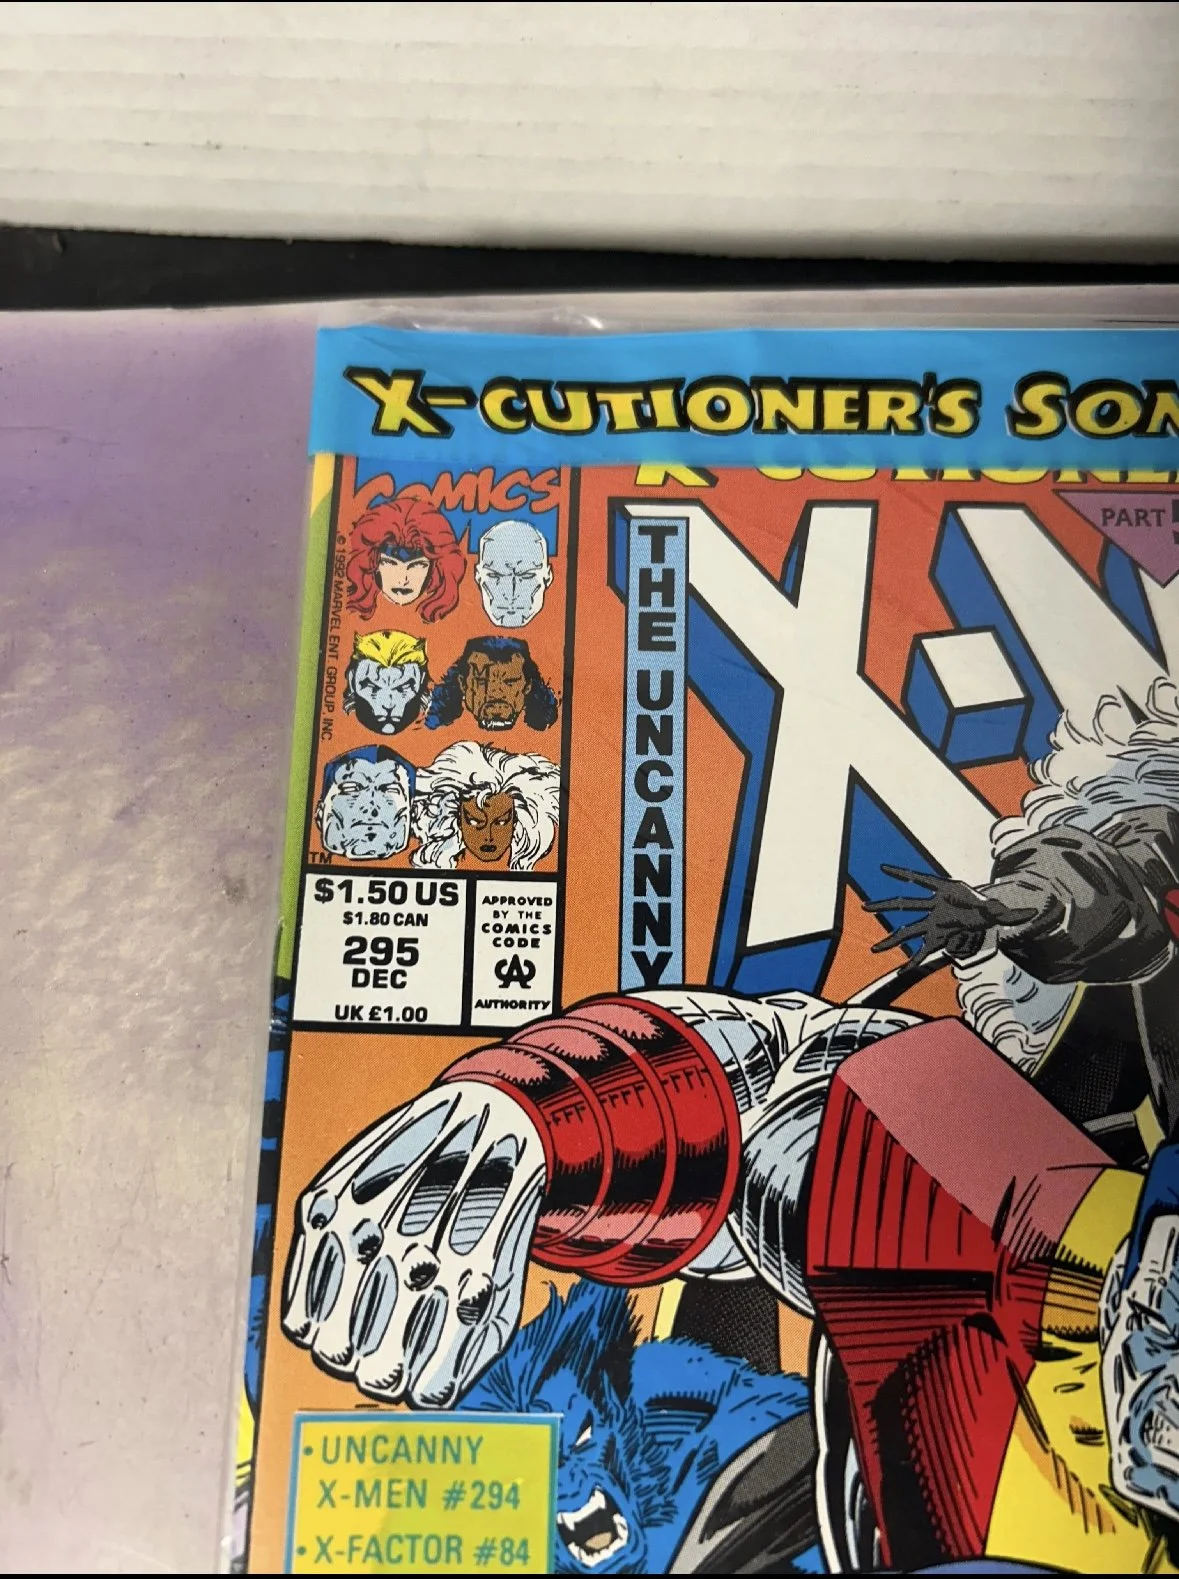 X-CUTIONER'S SON
COMICS
© 1992 MARVEL ENT. GROUP, INC.
THE UNCANNY
X-
PART
TM
$1.50 US
$1.80 CAN
295
DEC
UK £1.00
APPROVED
BY THE
COMICS
CODE
CA
AUTHORITY
• UNCANNY
X-MEN #294
• X-FACTOR #84